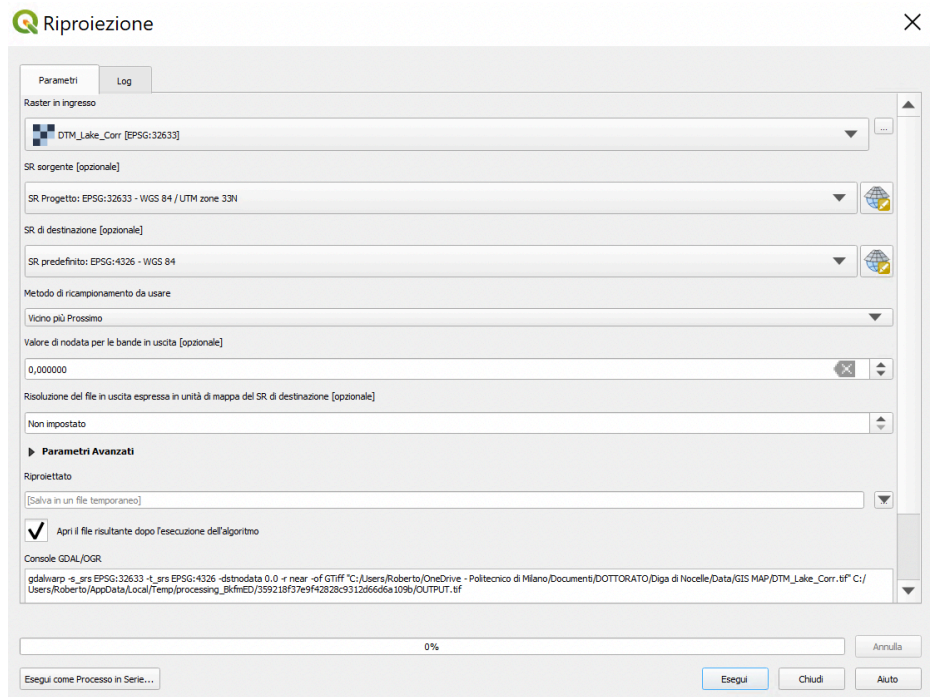 Riproiezione
Parametri
Log
Raster in ingresso
DTM_Lake_Corr [EPSG:32633]
...
SR sorgente [opzionale]
SR Progetto: EPSG:32633 - WGS 84 / UTM zone 33N
SR di destinazione [opzionale]
SR predefinito: EPSG:4326 - WGS 84
Metodo di ricampionamento da usare
Vicino più Prossimo
Valore di nodata per le bande in uscita [opzionale]
0,000000
Risoluzione del file in uscita espressa in unità di mappa del SR di destinazione [opzionale]
Non impostato
Parametri Avanzati
Riproiettato
[Salva in un file temporaneo]
Apri il file risultante dopo l'esecuzione dell'algoritmo
Console GDAL/OGR
gdalwarp -s_srs EPSG:32633 -t_srs EPSG:4326 -dstnodata 0.0 -r near -of GTiff "C:/Users/Roberto/OneDrive - Politecnico di Milano/Documenti/DOTTORATO/Diga di Nocelle/Data/GIS MAP/DTM_Lake_Corr.tif" C:/
Users/Roberto/AppData/Local/Temp/processing_BkfmED/359218f37e9f42828c9312d66d6a109b/OUTPUT.tif
0%
Annulla
Esegui come Processo in Serie...
Esegui
Chiudi
Aiuto